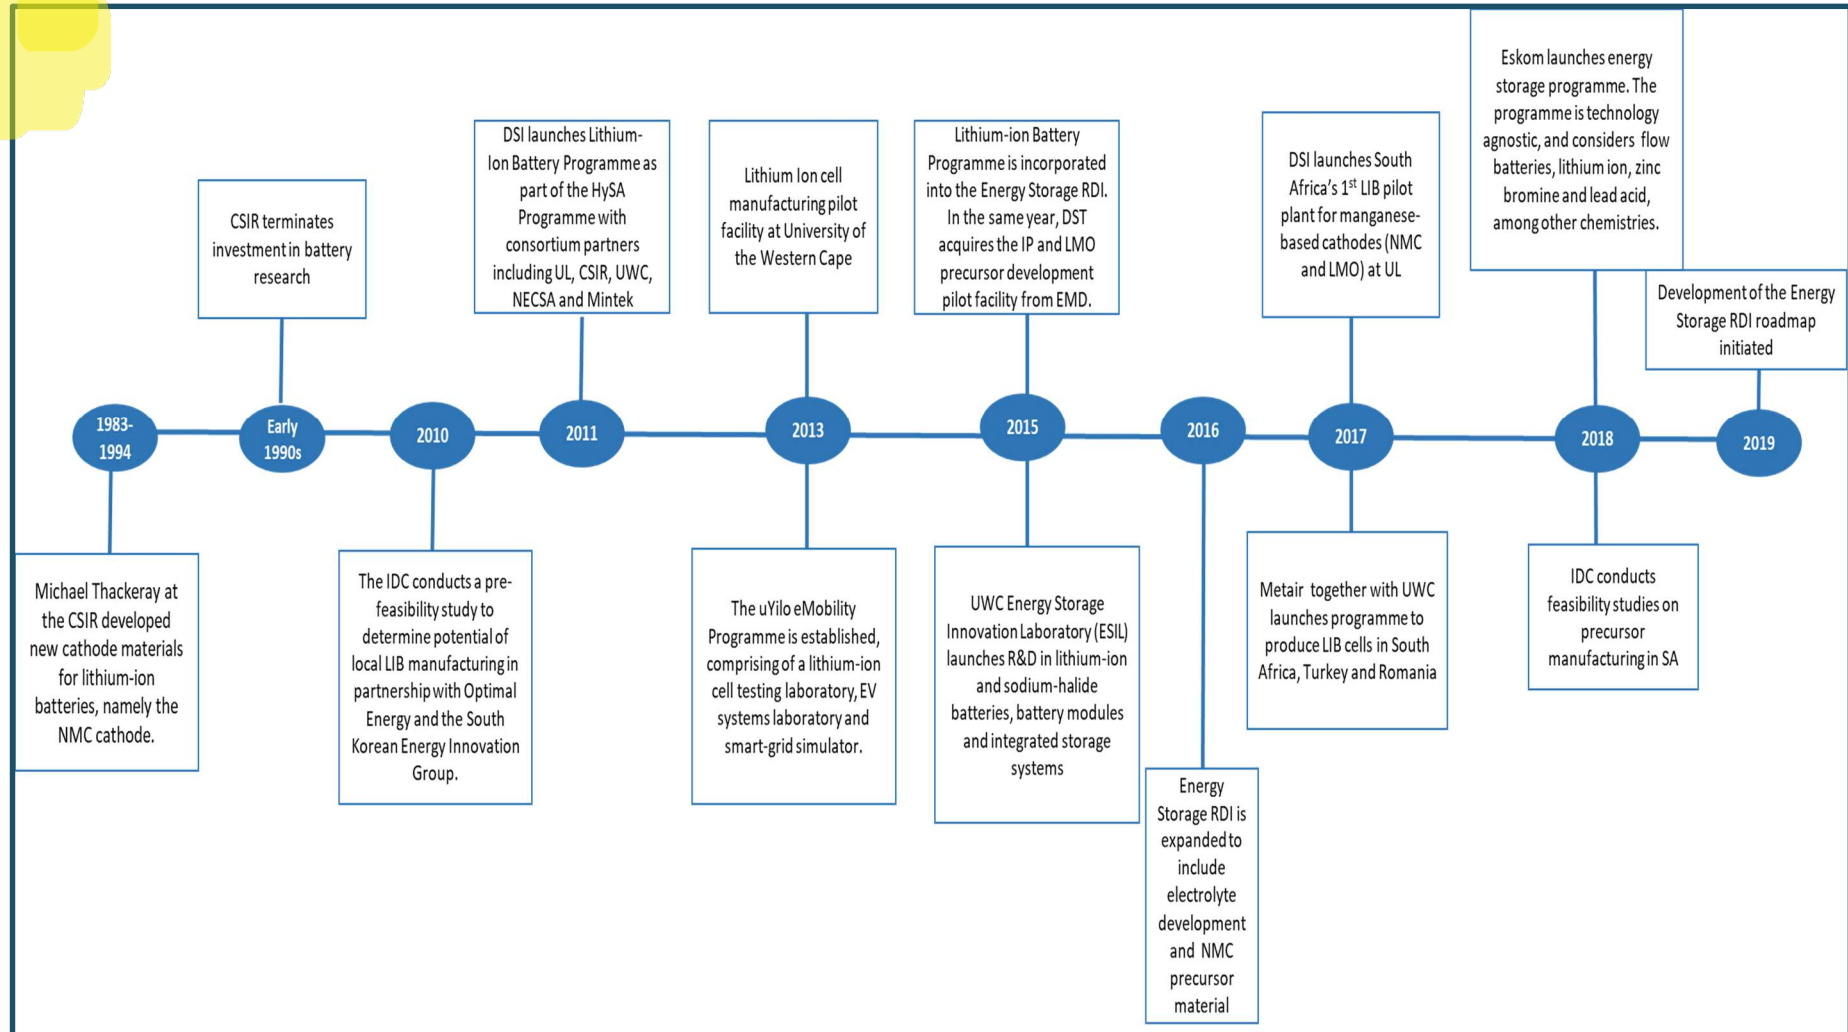 CSIR terminates
investment in battery
research
DSI launches Lithium-
Ion Battery Programme as
part of the HySA
Programme with
consortium partners
including UL, CSIR, UWC,
NECSA and Mintek
Lithium Ion cell
manufacturing pilot
facility at University of
the Western Cape
Lithium-ion Battery
Programme is incorporated
into the Energy Storage RDI.
In the same year, DST
acquires the IP and LMO
precursor development
pilot facility from EMD.
DSI launches South
Africa's 1st LIB pilot
plant for manganese-
based cathodes (NMC
and LMO) at UL
Eskom launches energy
storage programme. The
programme is technology
agnostic, and considers flow
batteries, lithium ion, zinc
bromine and lead acid,
among other chemistries.
Development of the Energy
Storage RDI roadmap
initiated
1983-
1994
Early
1990s
2010
2011
2013
2015
2016
2017
2018
2019
Michael Thackeray at
the CSIR developed
new cathode materials
for lithium-ion
batteries, namely the
NMC cathode.
The IDC conducts a pre-
feasibility study to
determine potential of
local LIB manufacturing in
partnership with Optimal
Energy and the South
Korean Energy Innovation
Group.
The uYilo eMobility
Programme is established,
comprising of a lithium-ion
cell testing laboratory, EV
systems laboratory and
smart-grid simulator.
UWC Energy Storage
Innovation Laboratory (ESIL)
launches R&D in lithium-ion
and sodium-halide
batteries, battery modules
and integrated storage
systems
Energy
Storage RDI is
expanded to
include
electrolyte
development
and NMC
precursor
material
Metair together with UWC
launches programme to
produce LIB cells in South
Africa, Turkey and Romania
IDC conducts
feasibility studies on
precursor
manufacturing in SA